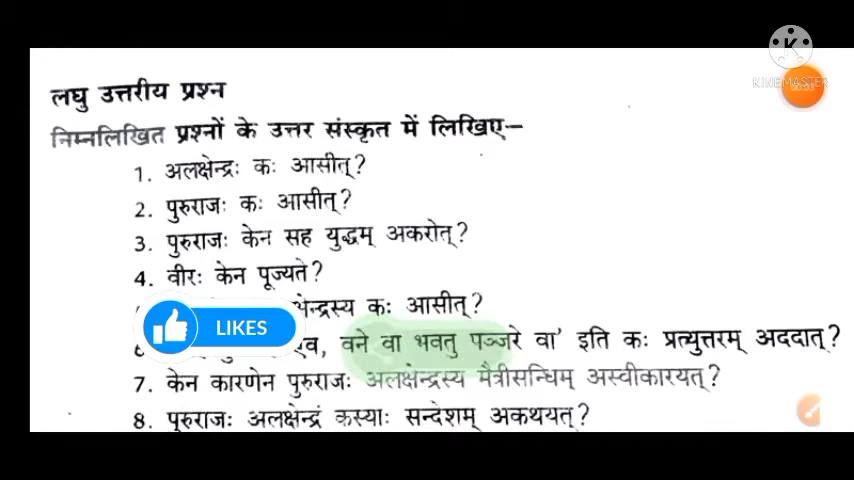 KINEMASTER
लघु उत्तरीय प्रश्न
निम्नलिखित प्रश्नों के उत्तर संस्कृत में लिखिए–
1. अलक्षेन्द्रः कः आसीत्?
2. पुरुराजः कः आसीत्?
3. पुरुराजः केन सह युद्धम् अकरोत्?
4. वीरः केन पूज्यते?
कः आसीत्?
LIKES
वने वा भवतु पञ्जरे वा’ इति कः प्रत्युत्तरम् अददात्?
7. केन कारणेन पुरुराजः अलक्षेन्द्रस्य मैत्रीसन्धिम् अस्वीकारयत्?
8. पुरुराजः अलक्षेन्द्रं कस्याः सन्देशम् अकथयत्?